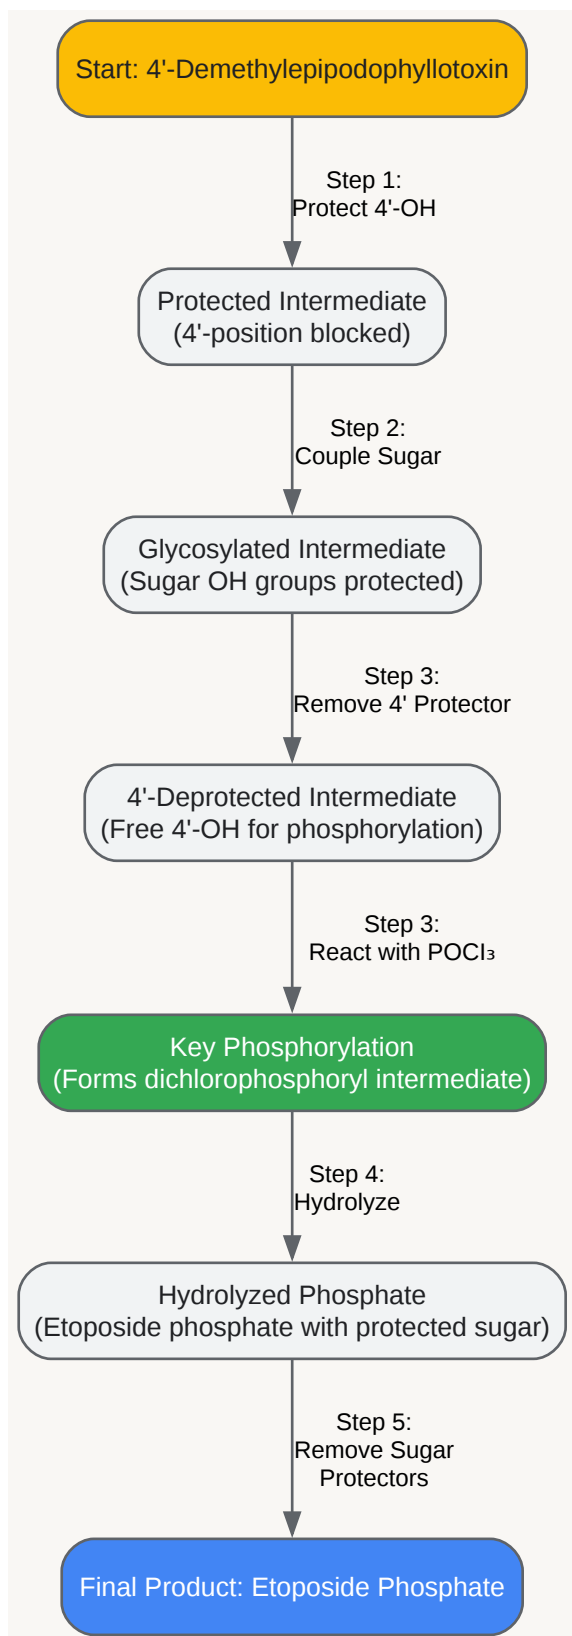 Start: 4'-Demethylepipodophyllotoxin
Step 1:
Protect 4'-OH
Protected Intermediate
(4'-position blocked)
Step 2:
Couple Sugar
Glycosylated Intermediate
(Sugar OH groups protected)
Step 3:
Remove 4' Protector
4'-Deprotected Intermediate
(Free 4'-OH for phosphorylation)
Step 3:
React with POCl₃
Key Phosphorylation
(Forms dichlorophosphoryl intermediate)
Step 4:
Hydrolyze
Hydrolyzed Phosphate
(Etoposide phosphate with protected sugar)
Step 5:
Remove Sugar
Protectors
Final Product: Etoposide Phosphate